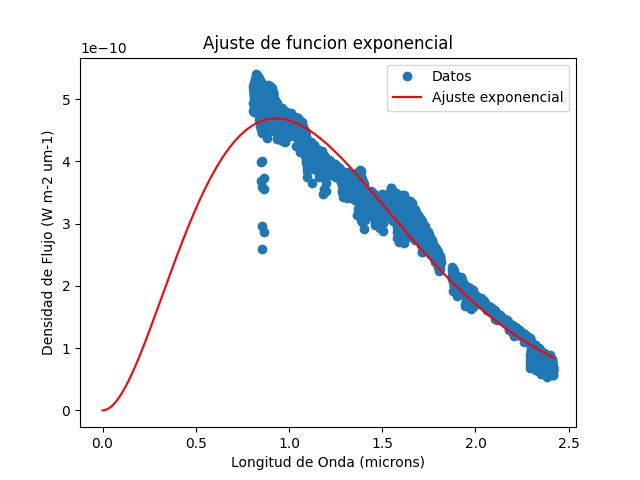 Ajuste de funcion exponencial
1e−10
Datos
Ajuste exponencial
5
4
3
2
1
0
Densidad de Flujo (W m-2 um-1)
0.0 0.5 1.0 1.5 2.0 2.5
Longitud de Onda (microns)